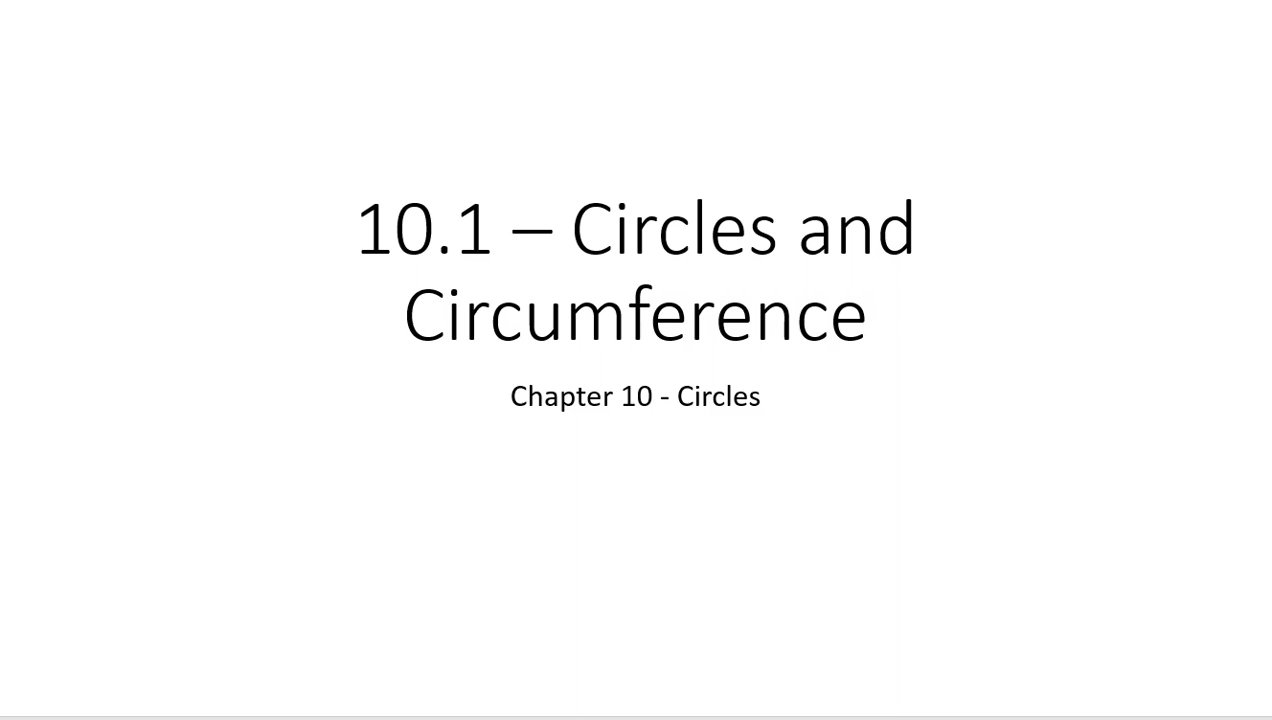 10.1 – Circles and
Circumference
Chapter 10 - Circles